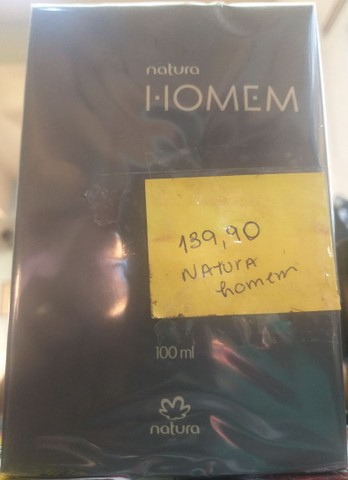 natura
HOMEM
139,90
NATURA
homem
100 ml
natura